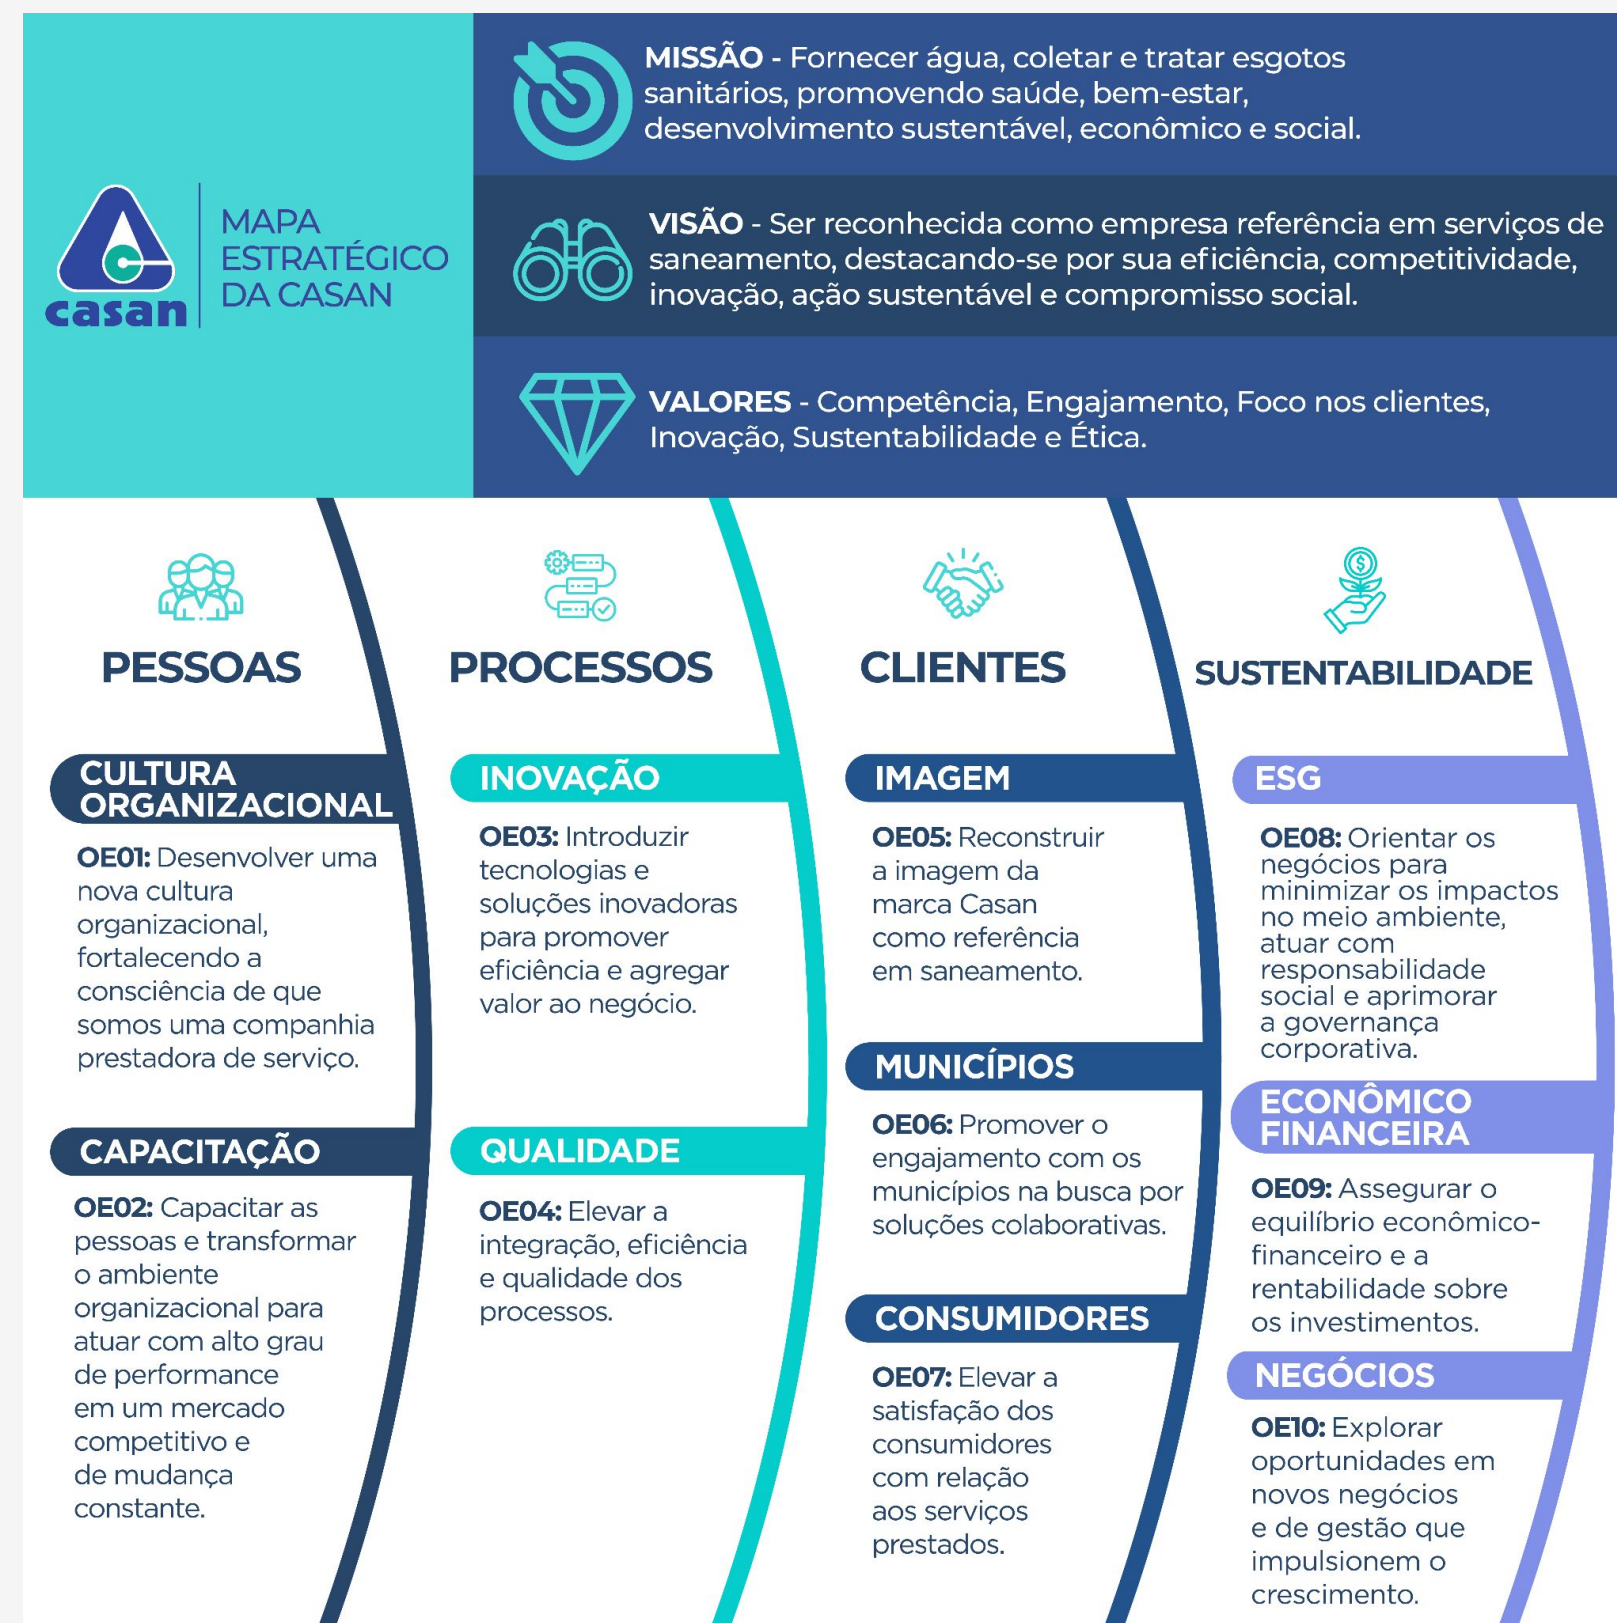 casan
MAPA
ESTRATÉGICO
DA CASAN
MISSÃO - Fornecer água, coletar e tratar esgotos
sanitários, promovendo saúde, bem-estar,
desenvolvimento sustentável, econômico e social.
VISÃO - Ser reconhecida como empresa referência em serviços de
saneamento, destacando-se por sua eficiência, competitividade,
inovação, ação sustentável e compromisso social.
VALORES - Competência, Engajamento, Foco nos clientes,
Inovação, Sustentabilidade e Ética.
PESSOAS
CULTURA
ORGANIZACIONAL
OE01: Desenvolver uma
nova cultura
organizacional,
fortalecendo a
consciência de que
somos uma companhia
prestadora de serviço.
CAPACITAÇÃO
OE02: Capacitar as
pessoas e transformar
o ambiente
organizacional para
atuar com alto grau
de performance
em um mercado
competitivo e
de mudança
constante.
PROCESSOS
INOVAÇÃO
OE03: Introduzir
tecnologias e
soluções inovadoras
para promover
eficiência e agregar
valor ao negócio.
QUALIDADE
OE04: Elevar a
integração, eficiência
e qualidade dos
processos.
CLIENTES
IMAGEM
OE05: Reconstruir
a imagem da
marca Casan
como referência
em saneamento.
MUNICÍPIOS
OE06: Promover o
engajamento com os
municípios na busca por
soluções colaborativas.
CONSUMIDORES
OE07: Elevar a
satisfação dos
consumidores
com relação
aos serviços
prestados.
SUSTENTABILIDADE
ESG
OE08: Orientar os
negócios para
minimizar os impactos
no meio ambiente,
atuar com
responsabilidade
social e aprimorar
a governança
corporativa.
ECONÔMICO
FINANCEIRA
OE09: Assegurar o
equilíbrio econômico-
financeiro e a
rentabilidade sobre
os investimentos.
NEGÓCIOS
OE10: Explorar
oportunidades em
novos negócios
e de gestão que
impulsionem o
crescimento.